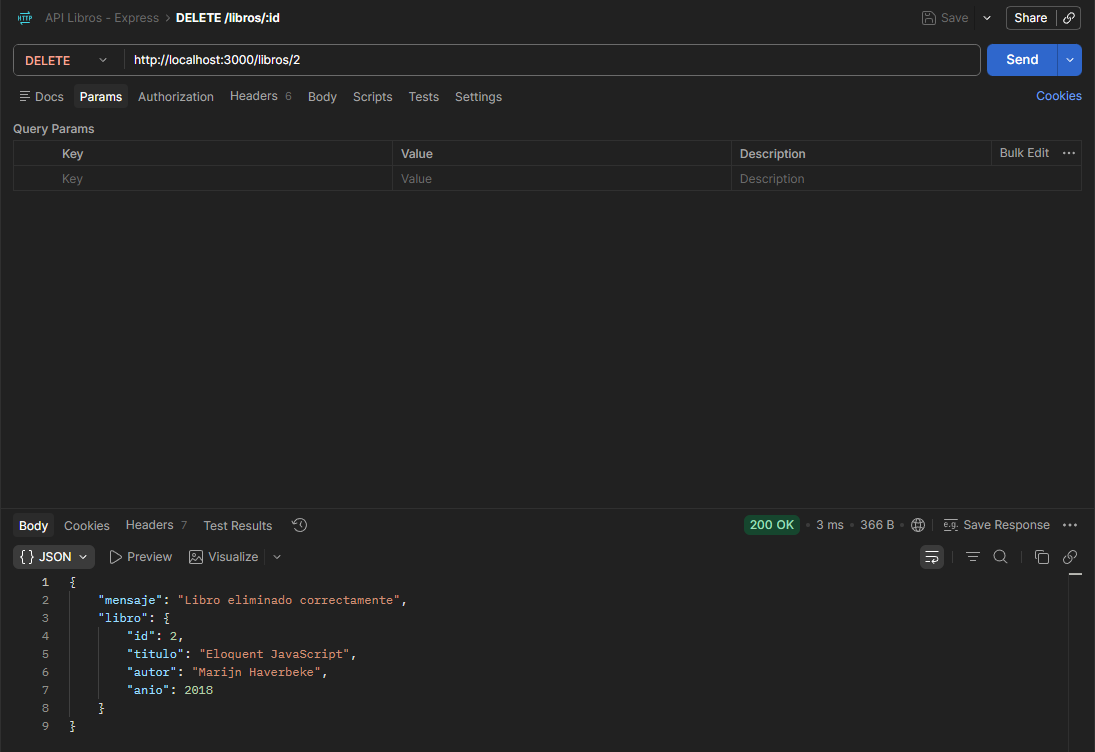 HTTP API Libros - Express > DELETE /libros/:id Save Share
DELETE http://localhost:3000/libros/2 Send
Docs Params Authorization Headers 6 Body Scripts Tests Settings Cookies
Query Params
Key Value Description Bulk Edit
Key Value Description
Body Cookies Headers 7 Test Results 200 OK • 3 ms • 366 B • e.g. Save Response
{} JSON Preview Visualize
1 {
2 "mensaje": "Libro eliminado correctamente",
3 "libro": {
4 "id": 2,
5 "titulo": "Eloquent JavaScript",
6 "autor": "Marijn Haverbeke",
7 "anio": 2018
8 }
9 }